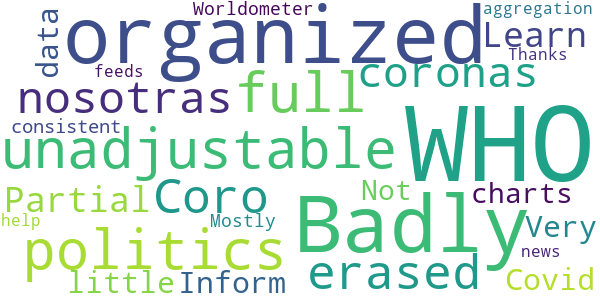 Worldometer
aggregation
data
organized
Learn
feeds
Thanks
coronas
nosotras
full
consistent
WHO
unadjustable
Partial
Coro
Not
charts
help
Mostly
Badly
Very
politics
news
little
Inform
erased
Covid